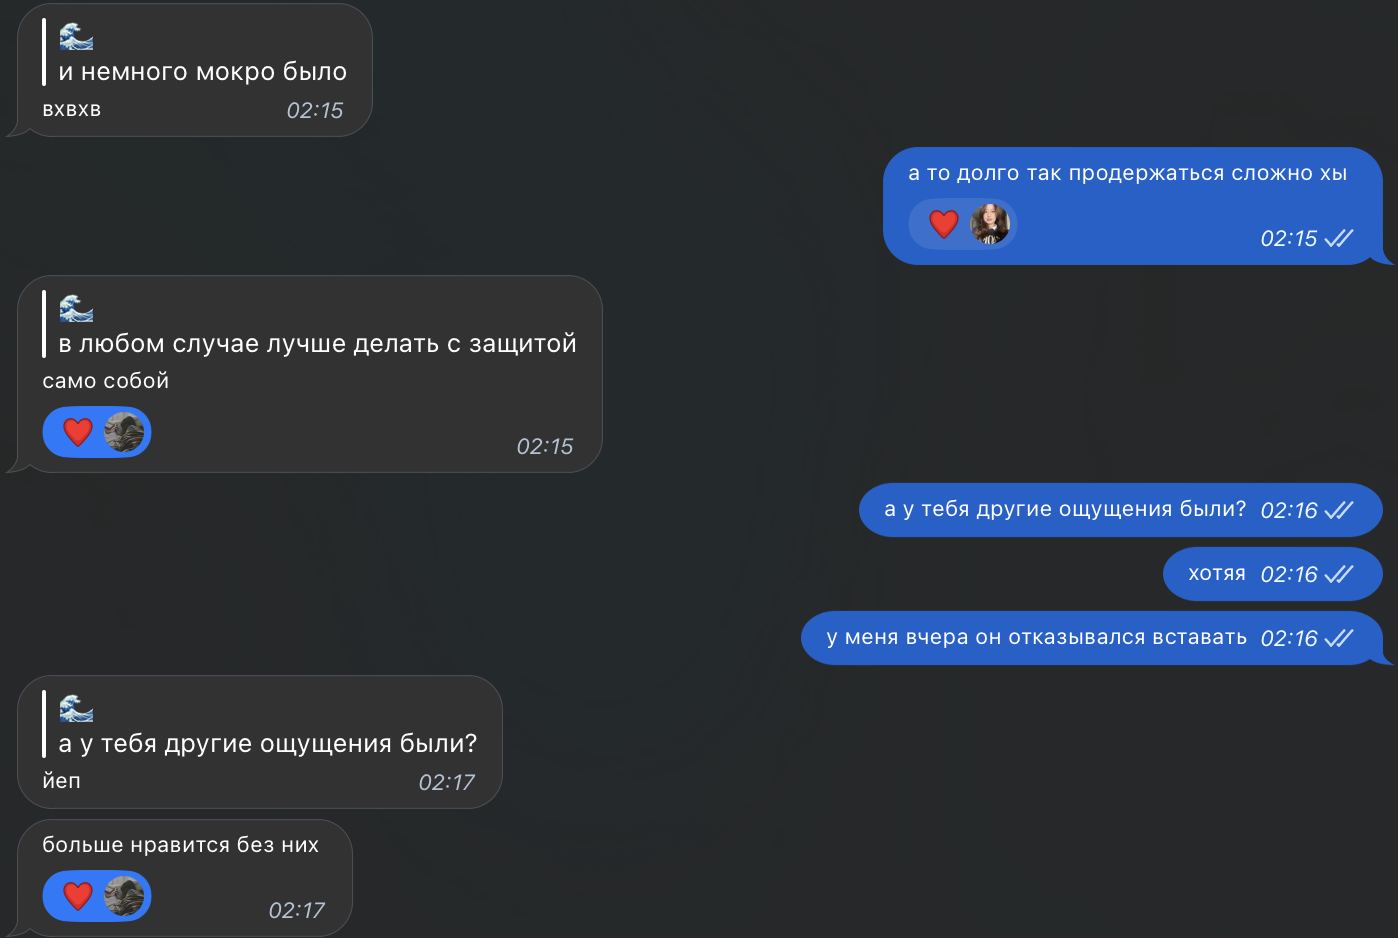 🌊
и немного мокро было
вхвхв 02:15
а то долго так продержаться сложно хы
02:15
🌊
в любом случае лучше делать с защитой
само собой
02:15
а у тебя другие ощущения были? 02:16
хотяя 02:16
у меня вчера он отказывался вставать 02:16
🌊
а у тебя другие ощущения были?
йеп 02:17
больше нравится без них
02:17